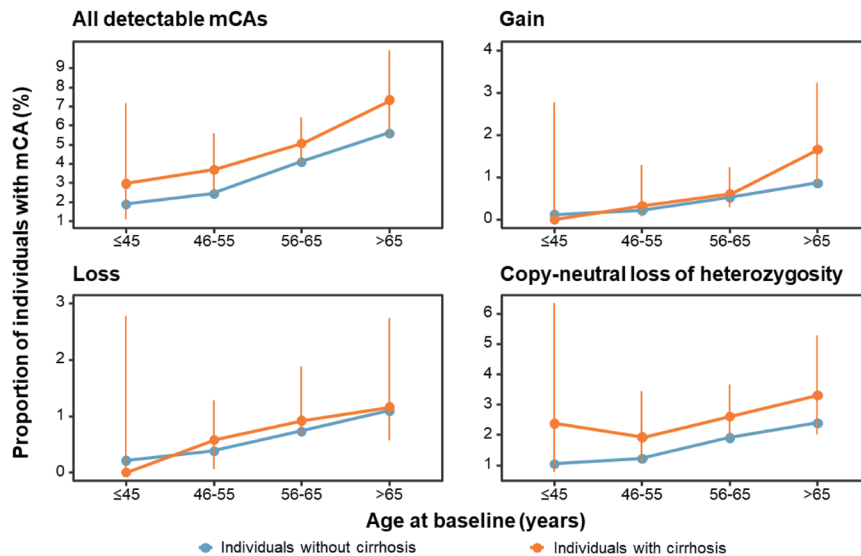 All detectable mCAs
9
8
7
6
5
4
3
2
1
≤45 46-55 56-65 >65
Gain
4
3
2
1
0
≤45 46-55 56-65 >65
Loss
3
2
1
0
≤45 46-55 56-65 >65
Copy-neutral loss of heterozygosity
6
5
4
3
2
1
≤45 46-55 56-65 >65
Proportion of individuals with mCA (%)
Age at baseline (years)
Individuals without cirrhosis Individuals with cirrhosis